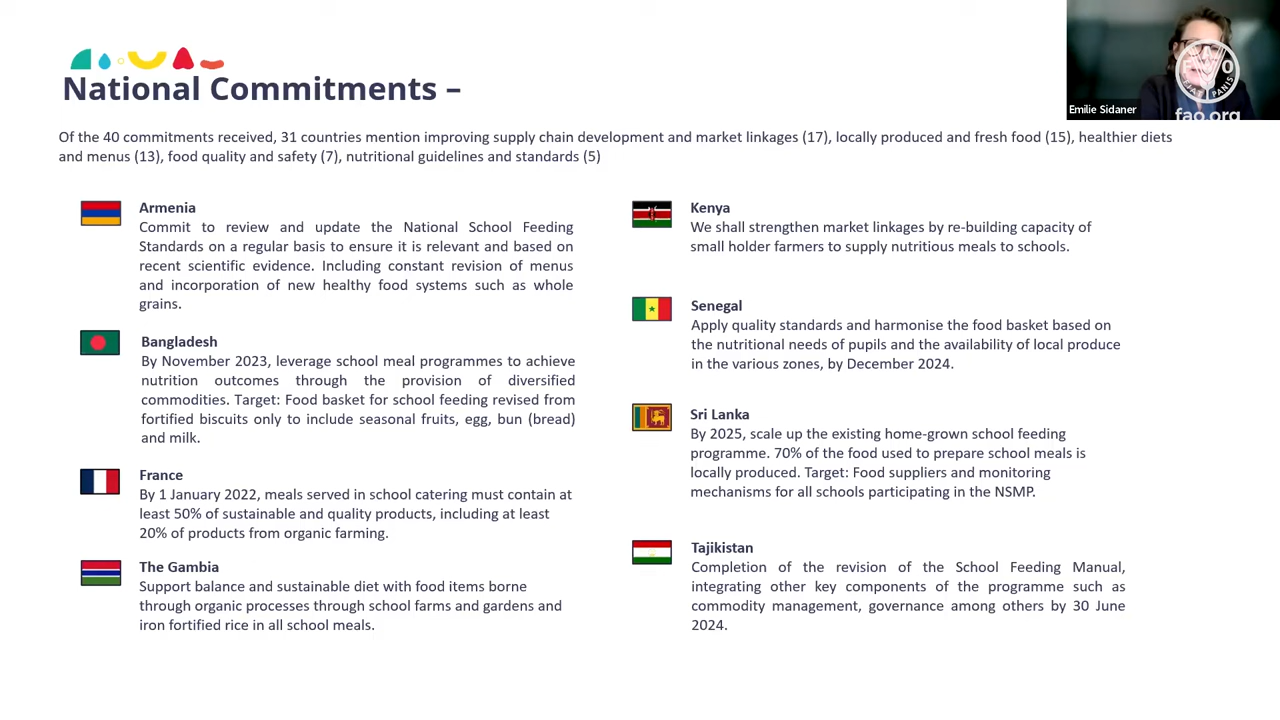 National Commitments –
Of the 40 commitments received, 31 countries mention improving supply chain development and market linkages (17), locally produced and fresh food (15), healthier diets
and menus (13), food quality and safety (7), nutritional guidelines and standards (5)
Armenia
Commit to review and update the National School Feeding
Standards on a regular basis to ensure it is relevant and based on
recent scientific evidence. Including constant revision of menus
and incorporation of new healthy food systems such as whole
grains.
Bangladesh
By November 2023, leverage school meal programmes to achieve
nutrition outcomes through the provision of diversified
commodities. Target: Food basket for school feeding revised from
fortified biscuits only to include seasonal fruits, egg, bun (bread)
and milk.
France
By 1 January 2022, meals served in school catering must contain at
least 50% of sustainable and quality products, including at least
20% of products from organic farming.
The Gambia
Support balance and sustainable diet with food items borne
through organic processes through school farms and gardens and
iron fortified rice in all school meals.
Kenya
We shall strengthen market linkages by re-building capacity of
small holder farmers to supply nutritious meals to schools.
Senegal
Apply quality standards and harmonise the food basket based on
the nutritional needs of pupils and the availability of local produce
in the various zones, by December 2024.
Sri Lanka
By 2025, scale up the existing home-grown school feeding
programme. 70% of the food used to prepare school meals is
locally produced. Target: Food suppliers and monitoring
mechanisms for all schools participating in the NSMP.
Tajikistan
Completion of the revision of the School Feeding Manual,
integrating other key components of the programme such as
commodity management, governance among others by 30 June
2024.
Emilie Sidaner
fao.org